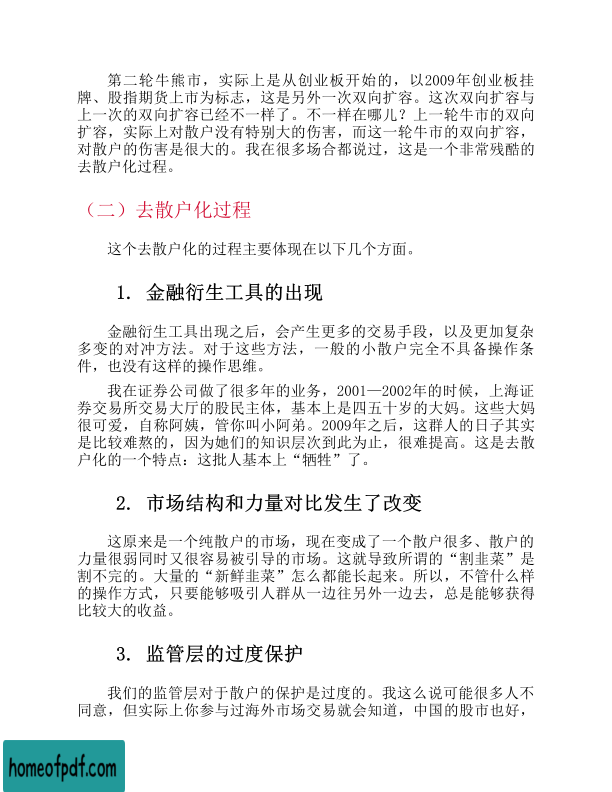 第二轮牛熊市，实际上是从创业板开始的，以2009年创业板挂
牌、股指期货上市为标志，这是另外一次双向扩容。这次双向扩容与
上一次的双向扩容已经不一样了。不一样在哪儿？上一轮牛市的双向
扩容，实际上对散户没有特别大的伤害，而这一轮牛市的双向扩容，
对散户的伤害是很大的。我在很多场合都说过，这是一个非常残酷的
去散户化过程。
（二）去散户化过程
这个去散户化的过程主要体现在以下几个方面。
1. 金融衍生工具的出现
金融衍生工具出现之后，会产生更多的交易手段，以及更加复杂
多变的对冲方法。对于这些方法，一般的小散户完全不具备操作条
件，也没有这样的操作思维。
我在证券公司做了很多年的业务，2001—2002年的时候，上海证
券交易所交易大厅的股民主体，基本上是四五十岁的大妈。这些大妈
很可爱，自称阿姨，管你叫小阿弟。2009年之后，这群人的日子其实
是比较难熬的，因为她们的知识层次到此为止，很难提高。这是去散
户化的一个特点：这批人基本上“牺牲”了。
2. 市场结构和力量对比发生了改变
这原来是一个纯散户的市场，现在变成了一个散户很多、散户的
力量很弱同时又很容易被引导的市场。这就导致所谓的“割韭菜”是
割不完的。大量的“新鲜韭菜”怎么都能长起来。所以，不管什么样
的操作方式，只要能够吸引人群从一边往另外一边去，总是能够获得
比较大的收益。
3. 监管层的过度保护
我们的监管层对于散户的保护是过度的。我这么说可能很多人不
同意，但实际上你参与过海外市场交易就会知道，中国的股市也好，
homeofpdf.com